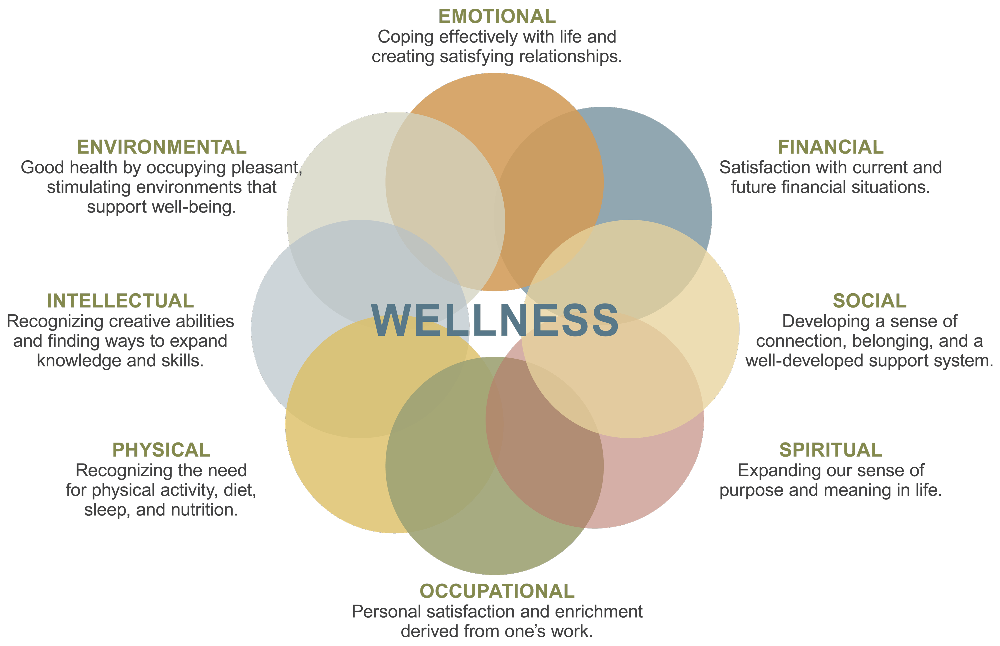 EMOTIONAL
Coping effectively with life and
creating satisfying relationships.
ENVIRONMENTAL
Good health by occupying pleasant,
stimulating environments that
support well-being.
FINANCIAL
Satisfaction with current and
future financial situations.
INTELLECTUAL
Recognizing creative abilities
and finding ways to expand
knowledge and skills.
WELLNESS
SOCIAL
Developing a sense of
connection, belonging, and a
well-developed support system.
PHYSICAL
Recognizing the need
for physical activity, diet,
sleep, and nutrition.
SPIRITUAL
Expanding our sense of
purpose and meaning in life.
OCCUPATIONAL
Personal satisfaction and enrichment
derived from one’s work.